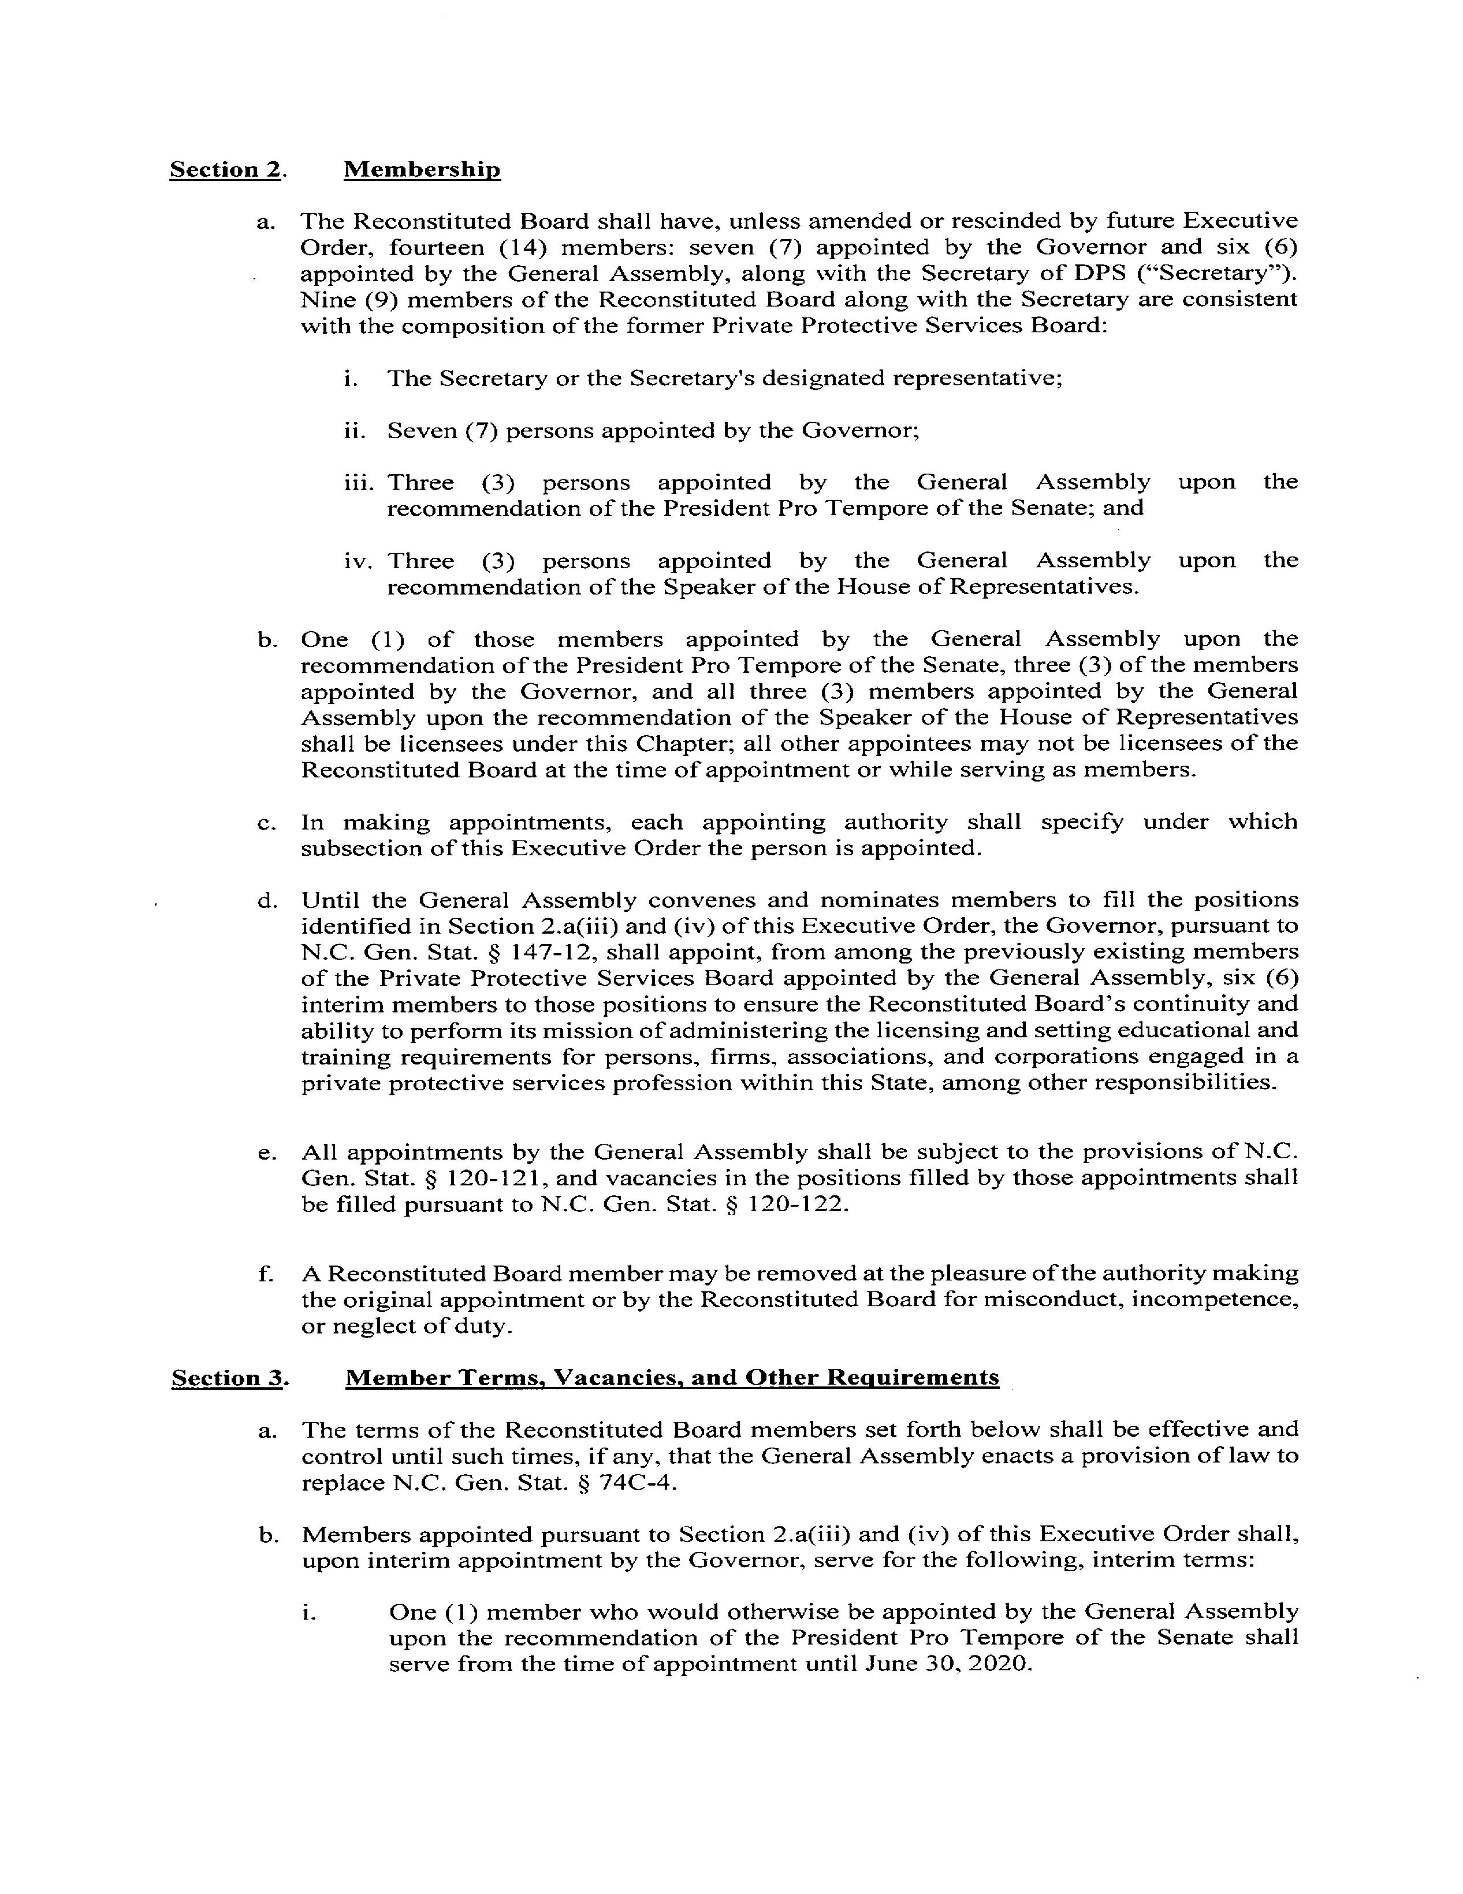 Section 2. Membership
a. The Reconstituted Board shall have, unless amended or rescinded by future Executive
Order, fourteen (14) members: seven (7) appointed by the Governor and six (6)
appointed by the General Assembly, along with the Secretary of DPS (“Secretary”).
Nine (9) members of the Reconstituted Board along with the Secretary are consistent
with the composition of the former Private Protective Services Board:
i. The Secretary or the Secretary's designated representative;
ii. Seven (7) persons appointed by the Governor;
iii. Three (3) persons appointed by the General Assembly upon the
recommendation of the President Pro Tempore of the Senate; and
iv. Three (3) persons appointed by the General Assembly upon the
recommendation of the Speaker of the House of Representatives.
b. One (1) of those members appointed by the General Assembly upon the
recommendation of the President Pro Tempore of the Senate, three (3) of the members
appointed by the Governor, and all three (3) members appointed by the General
Assembly upon the recommendation of the Speaker of the House of Representatives
shall be licensees under this Chapter; all other appointees may not be licensees of the
Reconstituted Board at the time of appointment or while serving as members.
c. In making appointments, each appointing authority shall specify under which
subsection of this Executive Order the person is appointed.
d. Until the General Assembly convenes and nominates members to fill the positions
identified in Section 2.a(iii) and (iv) of this Executive Order, the Governor, pursuant to
N.C. Gen. Stat. § 147-12, shall appoint, from among the previously existing members
of the Private Protective Services Board appointed by the General Assembly, six (6)
interim members to those positions to ensure the Reconstituted Board’s continuity and
ability to perform its mission of administering the licensing and setting educational and
training requirements for persons, firms, associations, and corporations engaged in a
private protective services profession within this State, among other responsibilities.
e. All appointments by the General Assembly shall be subject to the provisions of N.C.
Gen. Stat. § 120-121, and vacancies in the positions filled by those appointments shall
be filled pursuant to N.C. Gen. Stat. § 120-122.
f. A Reconstituted Board member may be removed at the pleasure of the authority making
the original appointment or by the Reconstituted Board for misconduct, incompetence,
or neglect of duty.
Section 3. Member Terms, Vacancies, and Other Requirements
a. The terms of the Reconstituted Board members set forth below shall be effective and
control until such times, if any, that the General Assembly enacts a provision of law to
replace N.C. Gen. Stat. § 74C-4.
b. Members appointed pursuant to Section 2.a(iii) and (iv) of this Executive Order shall,
upon interim appointment by the Governor, serve for the following, interim terms:
i. One (1) member who would otherwise be appointed by the General Assembly
upon the recommendation of the President Pro Tempore of the Senate shall
serve from the time of appointment until June 30, 2020.